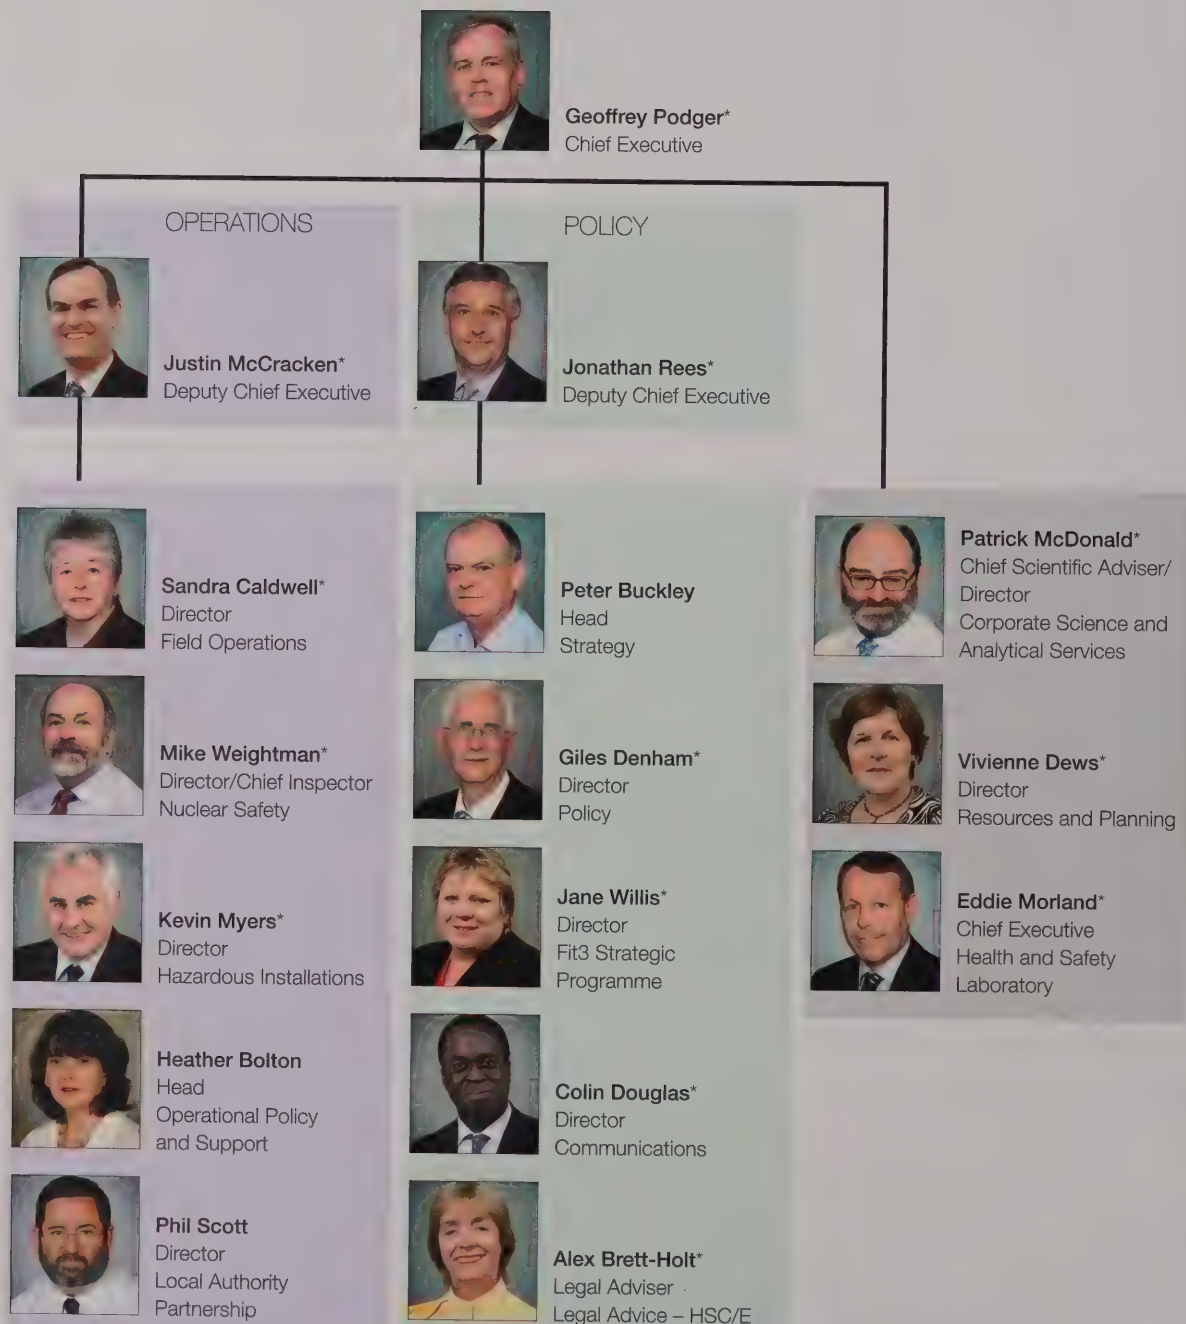 Geoffrey Podger*
Chief Executive
OPERATIONS
Justin McCracken*
Deputy Chief Executive
POLICY
Jonathan Rees*
Deputy Chief Executive
Sandra Caldwell*
Director
Field Operations
Mike Weightman*
Director/Chief Inspector
Nuclear Safety
Kevin Myers*
Director
Hazardous Installations
Heather Bolton
Head
Operational Policy
and Support
Phil Scott
Director
Local Authority
Partnership
Peter Buckley
Head
Strategy
Giles Denham*
Director
Policy
Jane Willis*
Director
Fit3 Strategic
Programme
Colin Douglas*
Director
Communications
Alex Brett-Holt*
Legal Adviser
Legal Advice – HSC/E
Patrick McDonald*
Chief Scientific Adviser/
Director
Corporate Science and
Analytical Services
Vivienne Dews*
Director
Resources and Planning
Eddie Morland*
Chief Executive
Health and Safety
Laboratory